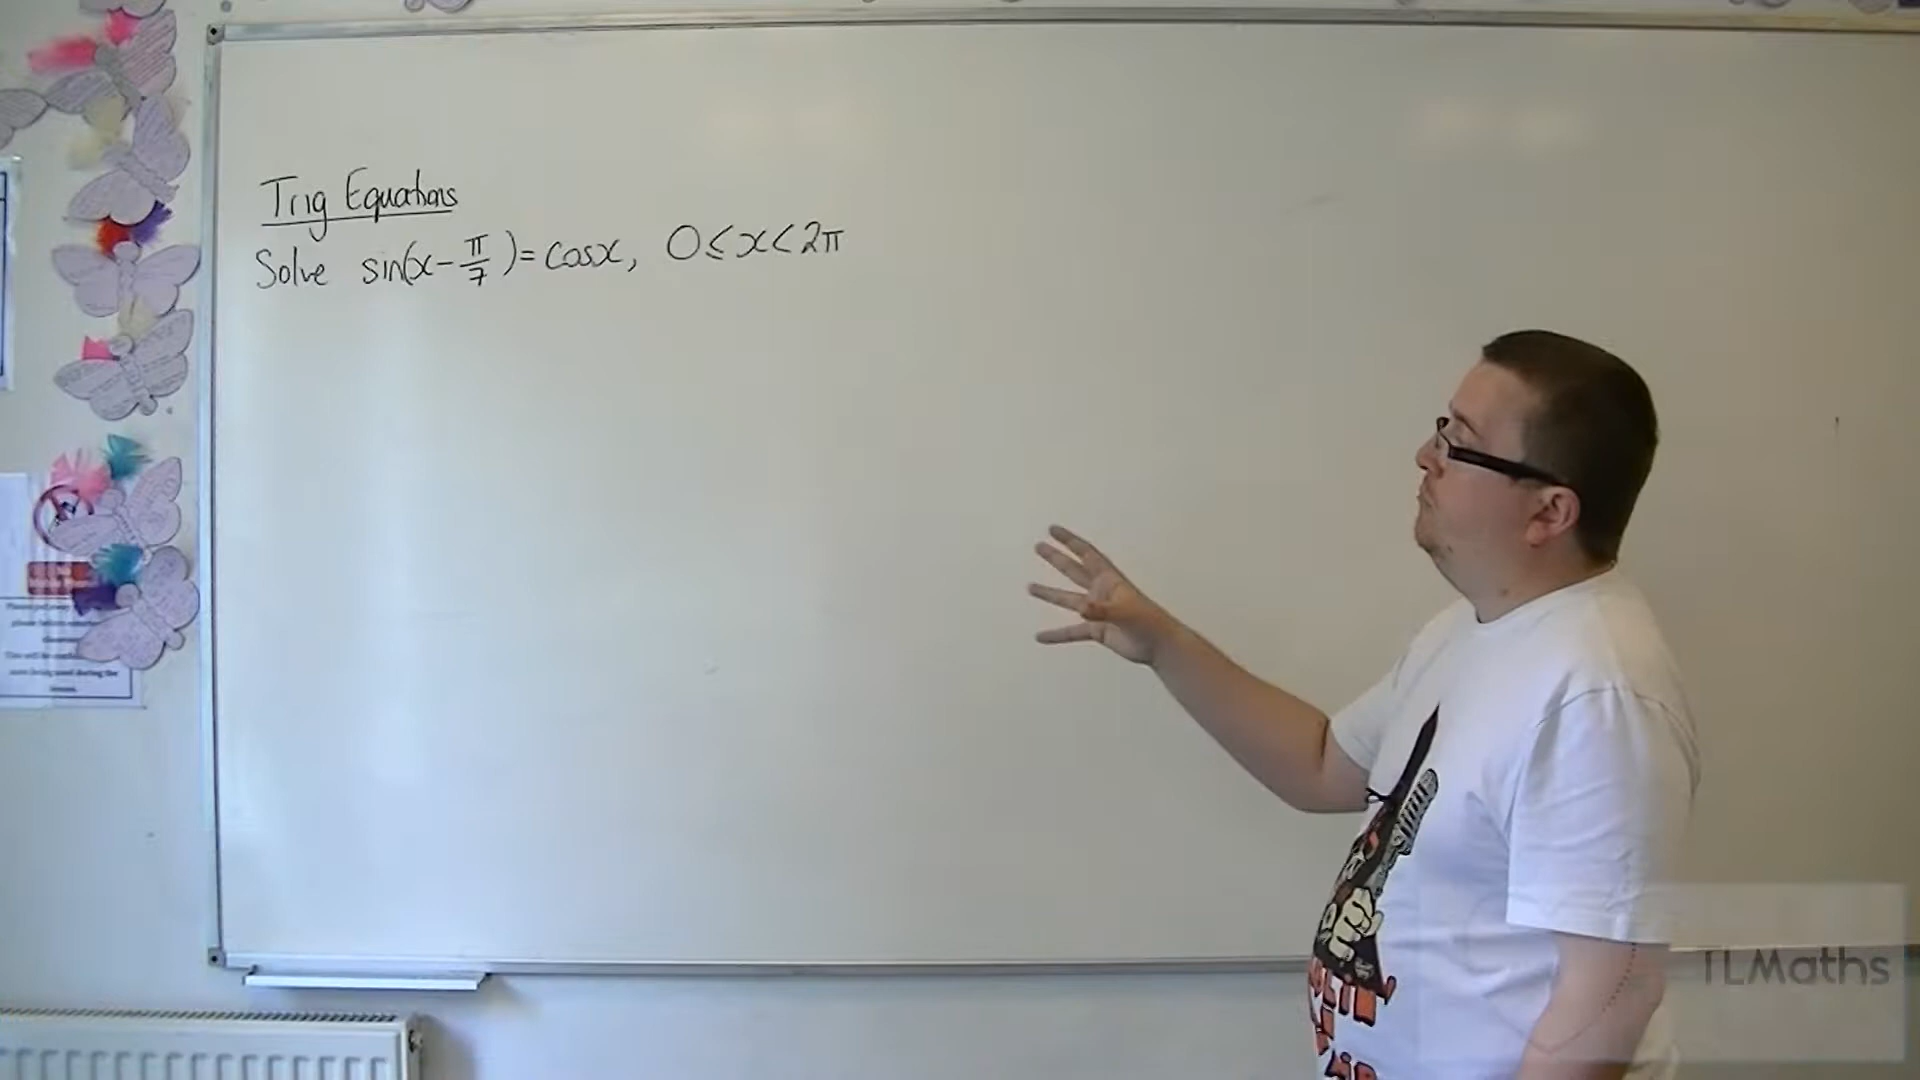 Trig Equations
Solve sin(x-π/7)=cosx, 0≤x<2π
TLMaths